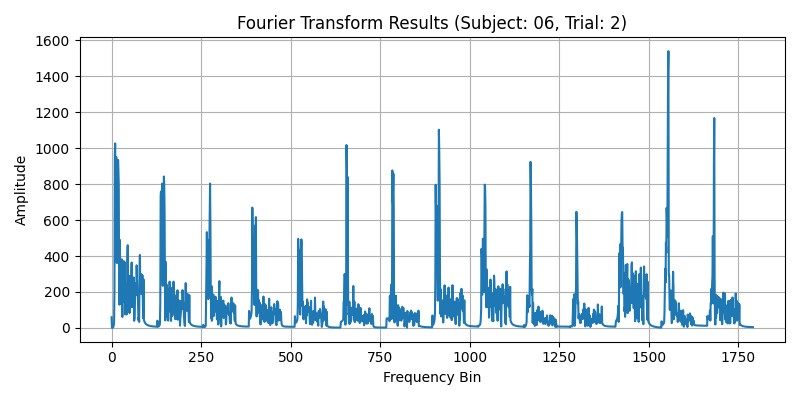 Fourier Transform Results (Subject: 06, Trial: 2)
1600
1400
1200
1000
800
600
400
200
0
Amplitude
0 250 500 750 1000 1250 1500 1750
Frequency Bin